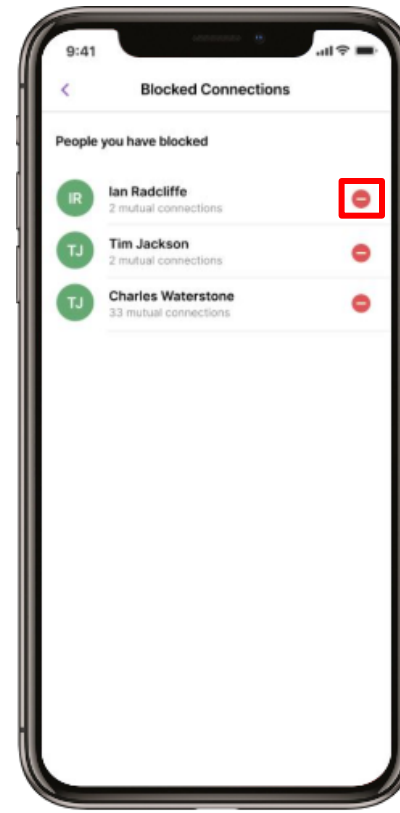 9:41
Blocked Connections
People you have blocked
IR
Ian Radcliffe
2 mutual connections
TJ
Tim Jackson
2 mutual connections
TJ
Charles Waterstone
33 mutual connections